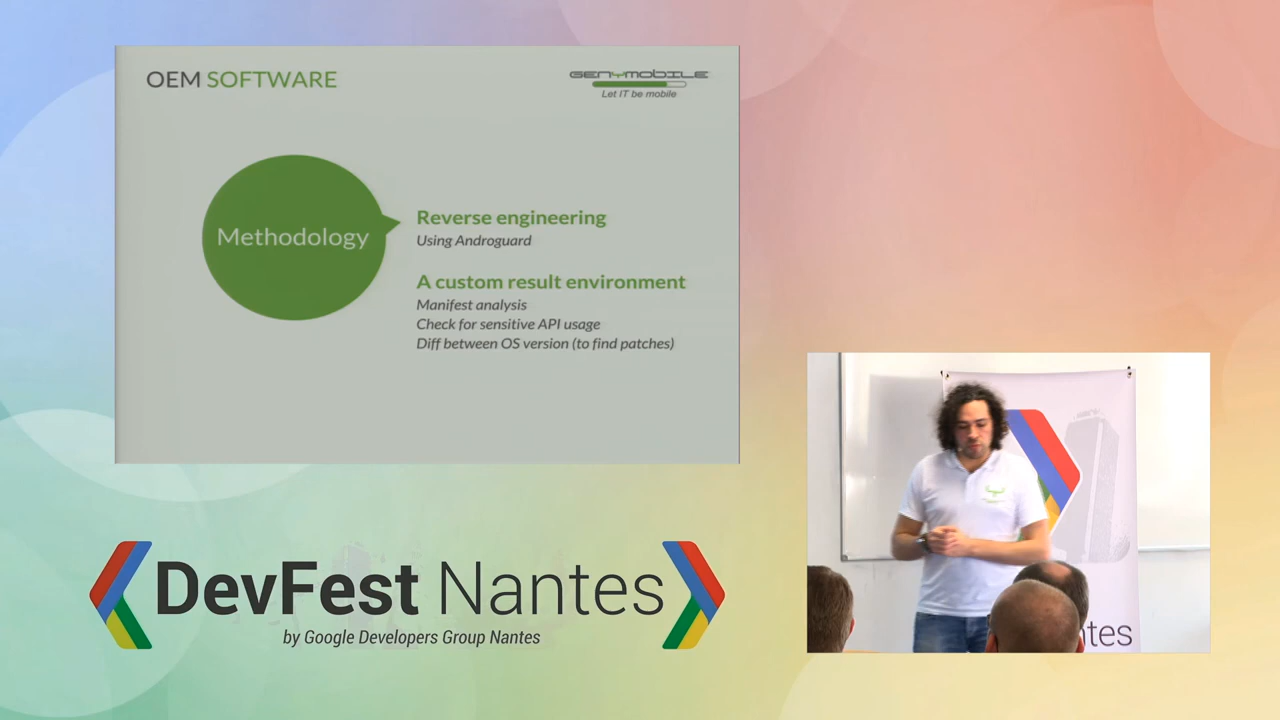 OEM SOFTWARE
GENYMOBILE
Let IT be mobile
Methodology
Reverse engineering
Using Androguard
A custom result environment
Manifest analysis
Check for sensitive API usage
Diff between OS version (to find patches)
DevFest Nantes
by Google Developers Group Nantes
ntes